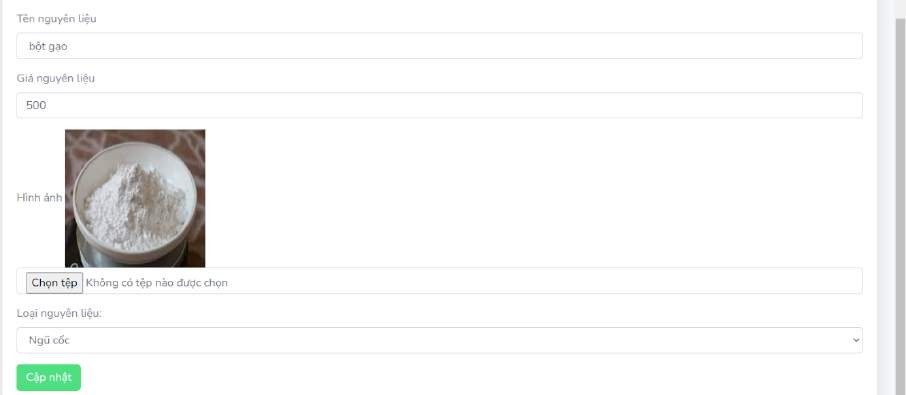 Tên nguyên liệu
bột gạo
Giá nguyên liệu
500
Hình ảnh
Chọn tệp Không có tệp nào được chọn
Loại nguyên liệu:
Ngũ cốc
Cập nhật